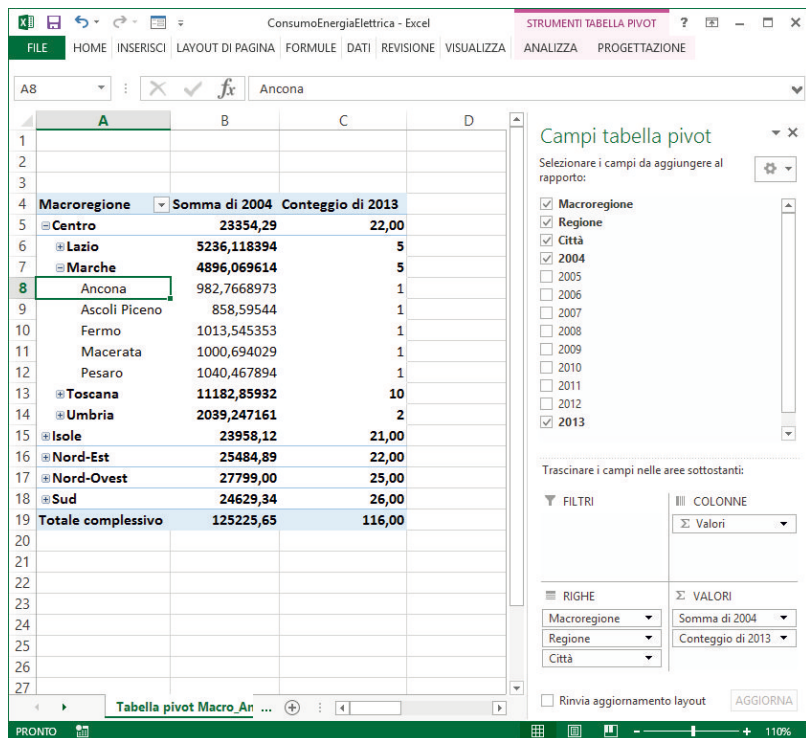 ConsumoEnergiaElettrica - Excel
STRUMENTI TABELLA PIVOT
?
FILE HOME INSERISCI LAYOUT DI PAGINA FORMULE DATI REVISIONE VISUALIZZA ANALIZZA PROGETTAZIONE
A8 fx Ancona
A B C D
1
2
3
4 Macroregione Somma di 2004 Conteggio di 2013
5 Centro 23354,29 22,00
6 Lazio 5236,118394 5
7 Marche 4896,069614 5
8 Ancona 982,7668973 1
9 Ascoli Piceno 858,59544 1
10 Fermo 1013,545353 1
11 Macerata 1000,694029 1
12 Pesaro 1040,467894 1
13 Toscana 11182,85932 10
14 Umbria 2039,247161 2
15 Isole 23958,12 21,00
16 Nord-Est 25484,89 22,00
17 Nord-Ovest 27799,00 25,00
18 Sud 24629,34 26,00
19 Totale complessivo 125225,65 116,00
20
21
22
23
24
25
26
27
Campi tabella pivot
Selezionare i campi da aggiungere al
rapporto:
Macroregione
Regione
Città
2004
2005
2006
2007
2008
2009
2010
2011
2012
2013
Trascinare i campi nelle aree sottostanti:
FILTRI
COLONNE
Σ Valori
RIGHE
Macroregione
Regione
Città
Σ VALORI
Somma di 2004
Conteggio di 2013
Rinvia aggiornamento layout AGGIORNA
Tabella pivot Macro_An ...
PRONTO 110%